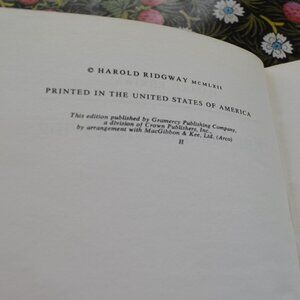 © HAROLD RIDGWAY MCMLXII
PRINTED IN THE UNITED STATES OF AMERICA
This edition published by Gramercy Publishing Company,
a division of Crown Publishers, Inc.,
by arrangement with MacGibbon & Kee, Ltd. (Arco)
H